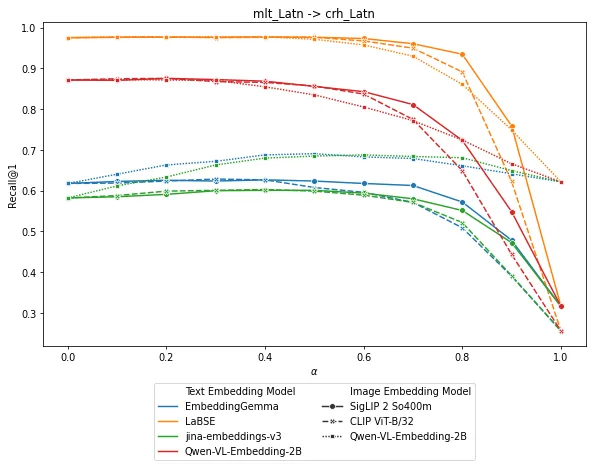 mlt_Latn -> crh_Latn
Recall@1
1.0
0.9
0.8
0.7
0.6
0.5
0.4
0.3
0.0 0.2 0.4 0.6 0.8 1.0
α
Text Embedding Model
EmbeddingGemma
LaBSE
jina-embeddings-v3
Qwen-VL-Embedding-2B
Image Embedding Model
SigLIP 2 So400m
CLIP ViT-B/32
Qwen-VL-Embedding-2B